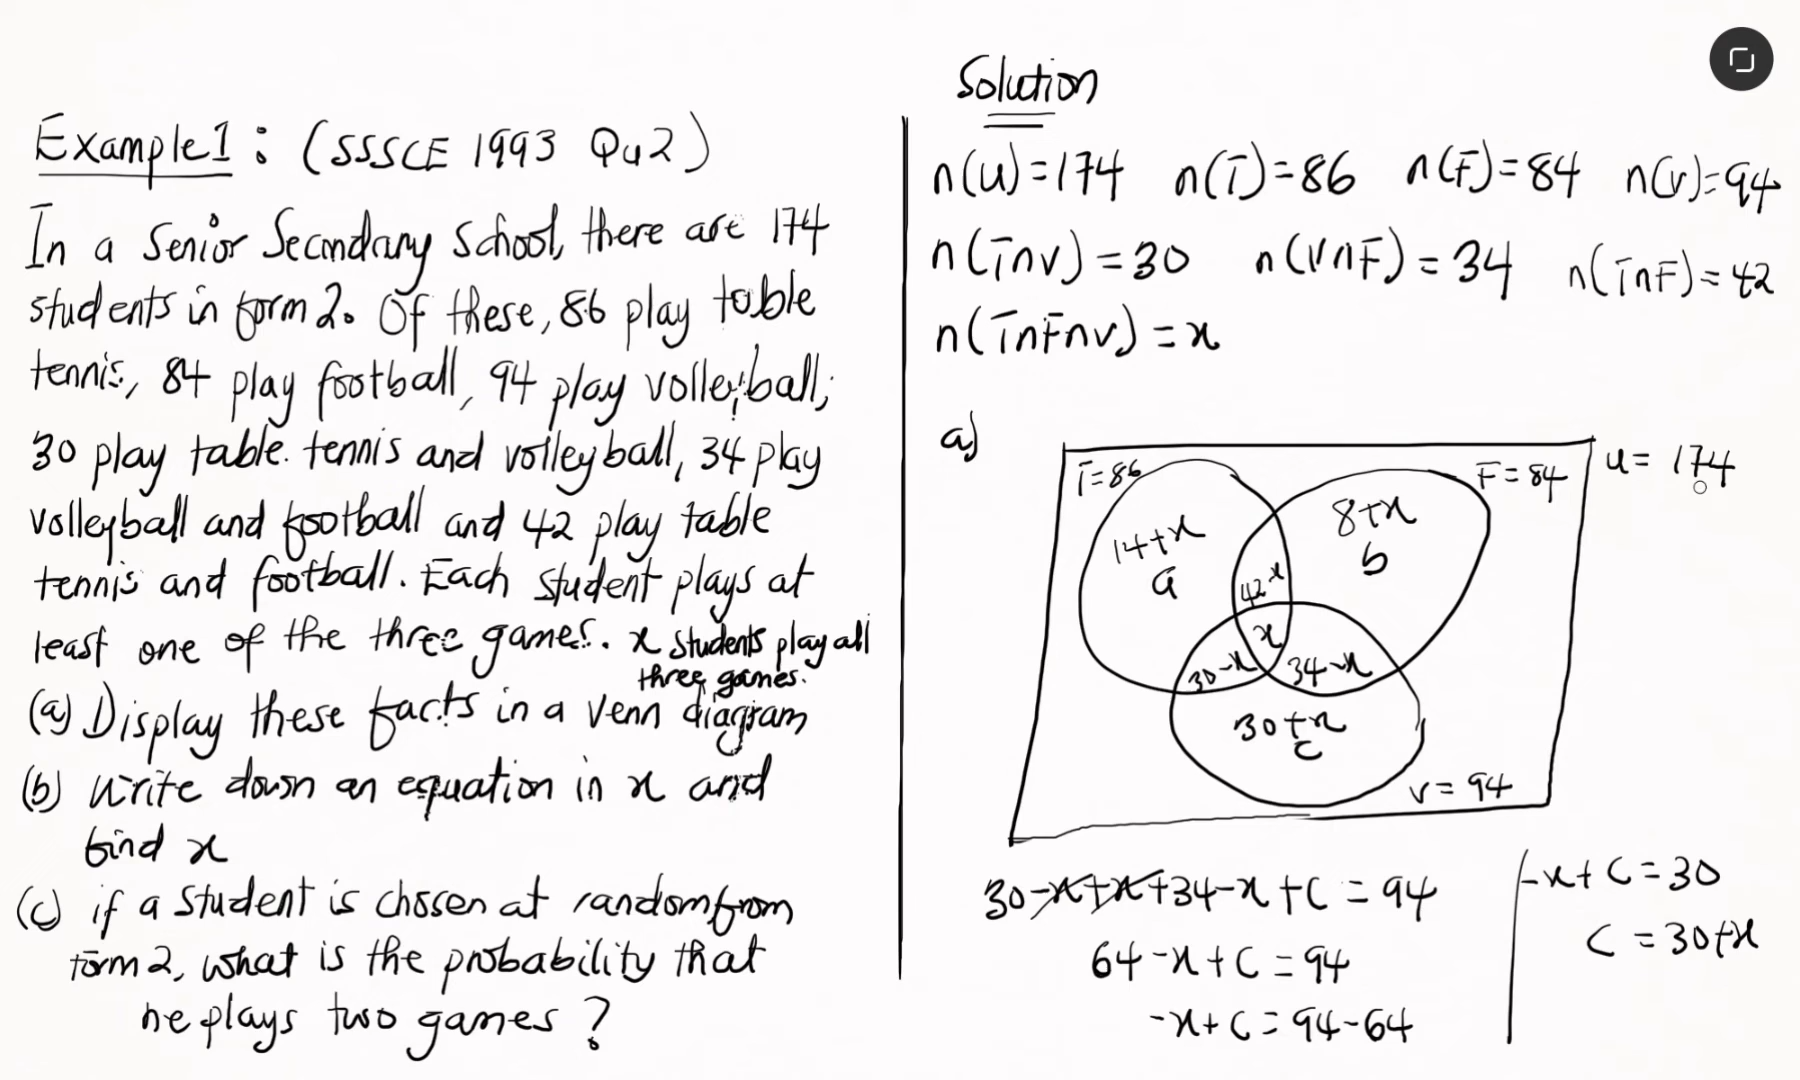 Example1: (SSSCE 1993 Qu2)
In a Senior Secondary School, there are 174
students in form 2. Of these, 86 play table
tennis, 84 play football, 94 play volleyball;
30 play table tennis and volleyball, 34 play
volleyball and football and 42 play table
tennis and football. Each student plays at
least one of the three games. x students play all
three games.
(a) Display these facts in a venn diagram
(b) Write down an equation in x and
find x
(c) if a student is chosen at random from
form 2, what is the probability that
he plays two games?
Solution
n(U)=174 n(T)=86 n(F)=84 n(V)=94
n(T∩V)=30 n(V∩F)=34 n(T∩F)=42
n(T∩F∩V)=x
a)
T=86
F=84
U=174
14+x
a
8+x
b
42-x
x
30-x
34-x
30+x
c
V=94
30-x+x+34-x+C=94
64-x+C=94
-x+C=94-64
-x+C=30
C=30+x